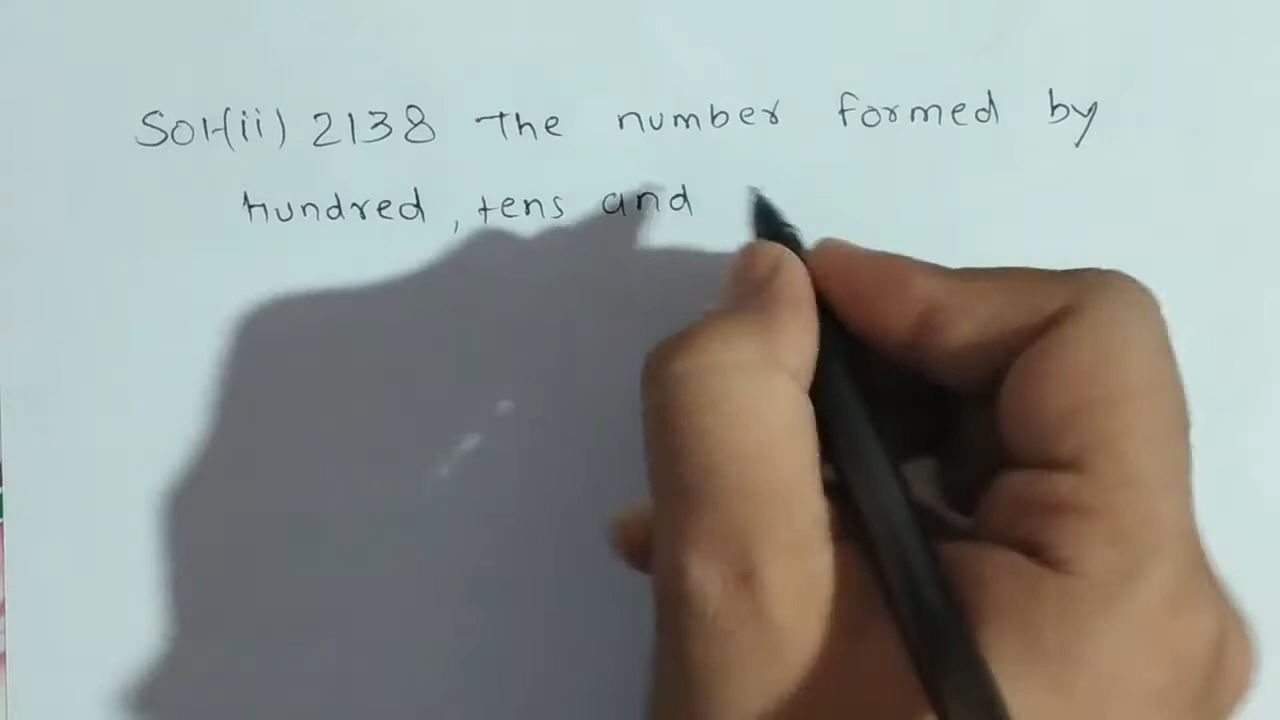 Sol(ii) 2138 The number formed by
hundred, tens and